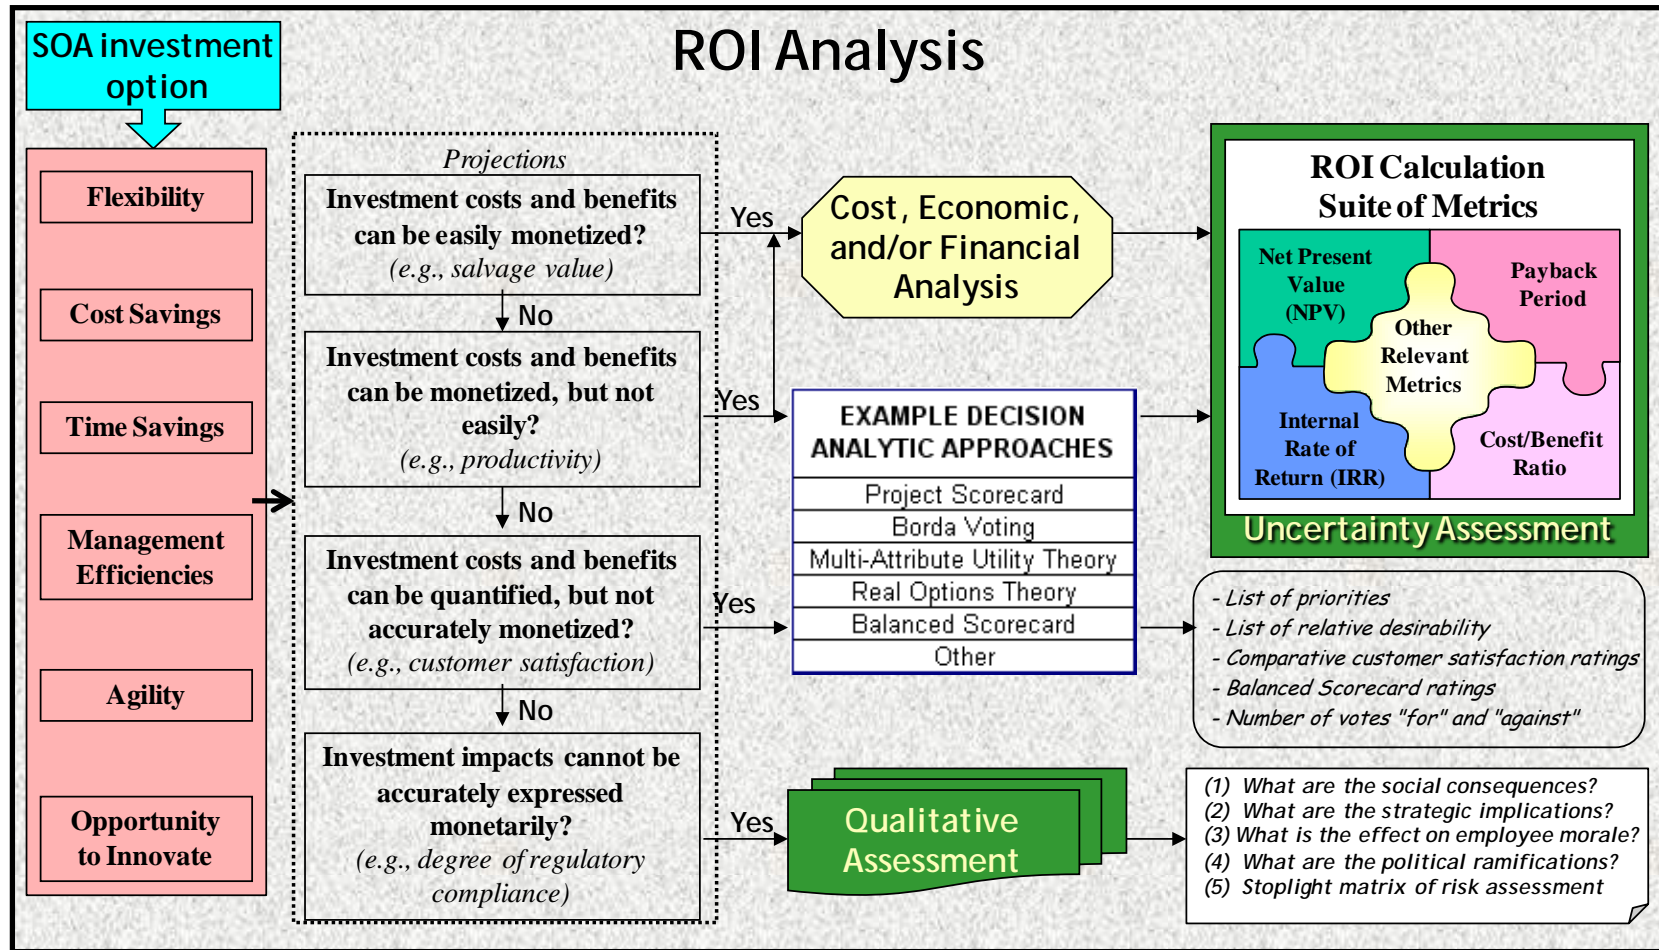 ROI Analysis
SOA investment
option
Flexibility
Cost Savings
Time Savings
Management
Efficiencies
Agility
Opportunity
to Innovate
Projections
Investment costs and benefits
can be easily monetized?
(e.g., salvage value)
Yes
No
Investment costs and benefits
can be monetized, but not
easily?
(e.g., productivity)
Yes
No
Investment costs and benefits
can be quantified, but not
accurately monetized?
(e.g., customer satisfaction)
Yes
No
Investment impacts cannot be
accurately expressed
monetarily?
(e.g., degree of regulatory
compliance)
Yes
Cost, Economic,
and/or Financial
Analysis
EXAMPLE DECISION
ANALYTIC APPROACHES
Project Scorecard
Borda Voting
Multi-Attribute Utility Theory
Real Options Theory
Balanced Scorecard
Other
Qualitative
Assessment
ROI Calculation
Suite of Metrics
Net Present
Value
(NPV)
Payback
Period
Other
Relevant
Metrics
Internal
Rate of
Return (IRR)
Cost/Benefit
Ratio
Uncertainty Assessment
- List of priorities
- List of relative desirability
- Comparative customer satisfaction ratings
- Balanced Scorecard ratings
- Number of votes "for" and "against"
(1) What are the social consequences?
(2) What are the strategic implications?
(3) What is the effect on employee morale?
(4) What are the political ramifications?
(5) Stoplight matrix of risk assessment